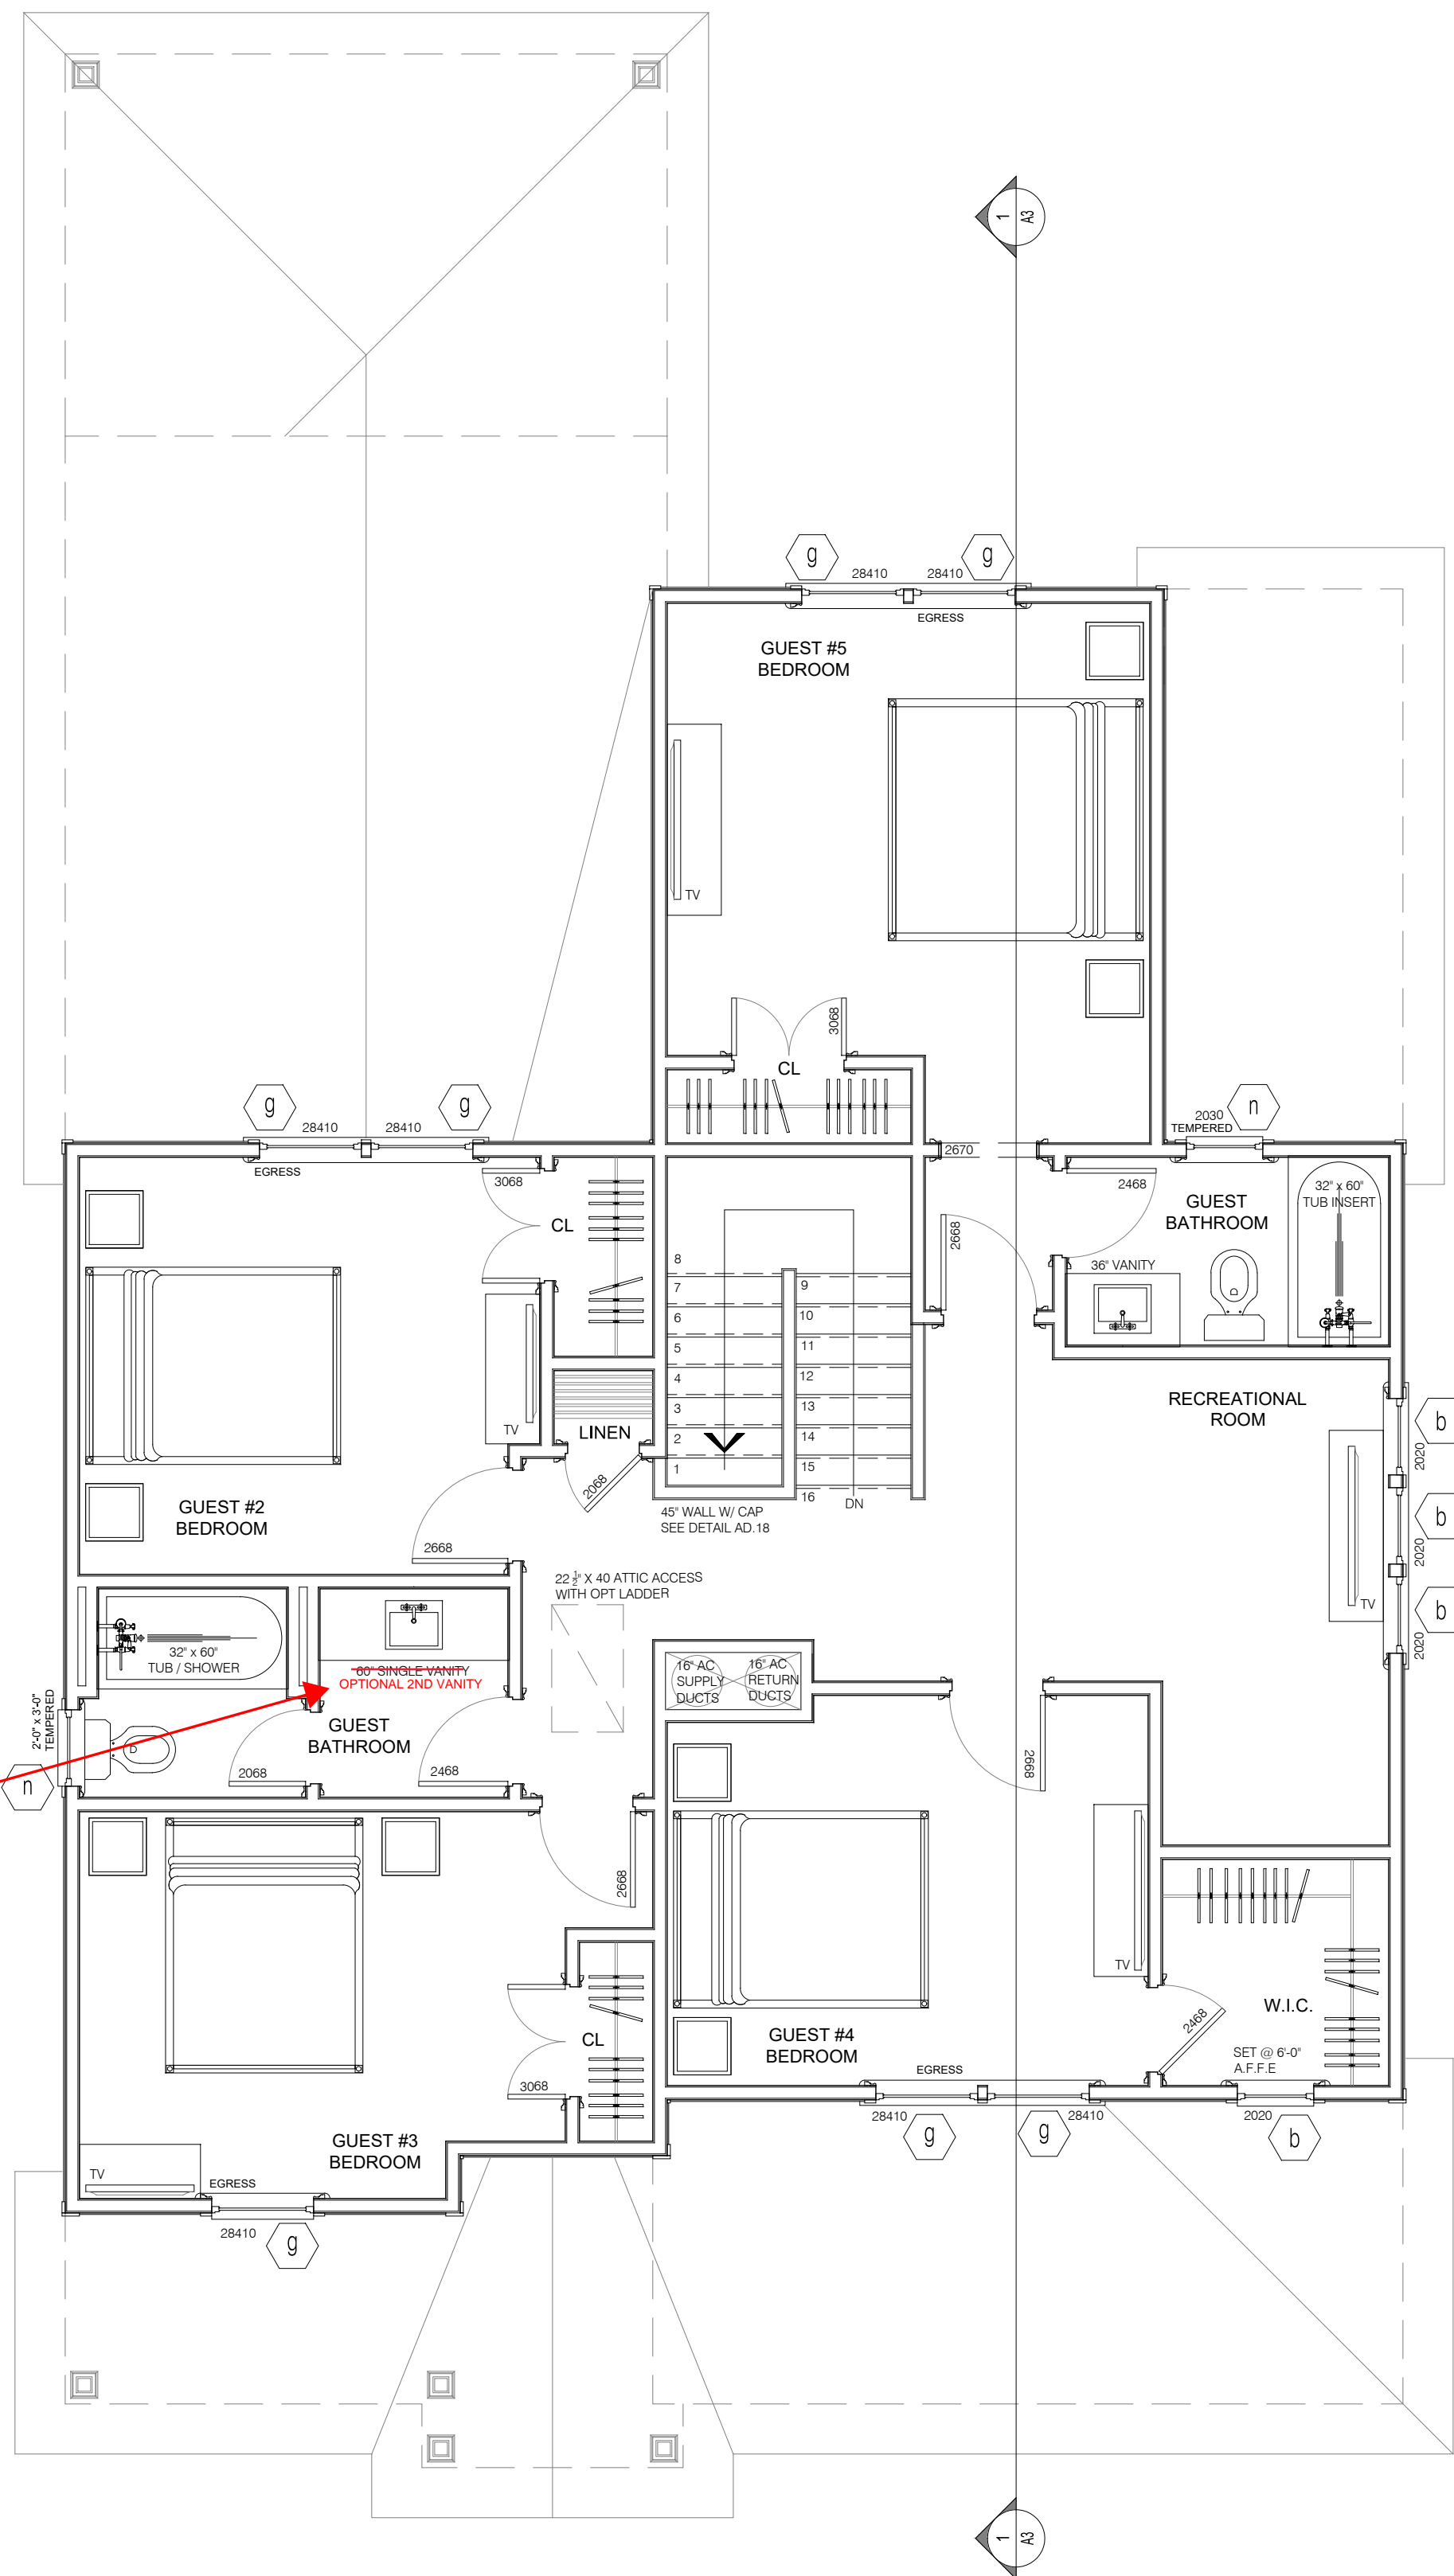 1
A3
g
28410
28410
g
EGRESS
GUEST #5
BEDROOM
TV
3068
CL
g
28410
28410
g
EGRESS
3068
CL
2670
2030
TEMPERED
n
2468
GUEST
BATHROOM
32" x 60"
TUB INSERT
2668
36" VANITY
D
8
7
6
5
4
3
2
1
9
10
11
12
13
14
15
16
DN
TV
LINEN
2068
45" WALL W/ CAP
SEE DETAIL AD.18
RECREATIONAL
ROOM
b
2020
b
2020
b
2020
TV
GUEST #2
BEDROOM
2668
22 1/2" X 40 ATTIC ACCESS
WITH OPT LADDER
32" x 60"
TUB / SHOWER
60" SINGLE VANITY
OPTIONAL 2ND VANITY
16" AC
SUPPLY
DUCTS
16" AC
RETURN
DUCTS
2'-0" x 3'-0"
TEMPERED
n
D
GUEST
BATHROOM
2068
2468
2668
2668
TV
CL
3068
GUEST #4
BEDROOM
EGRESS
28410
g
g
28410
2468
W.I.C.
SET @ 6'-0"
A.F.F.E
2020
b
GUEST #3
BEDROOM
TV
EGRESS
28410
g
1
A3